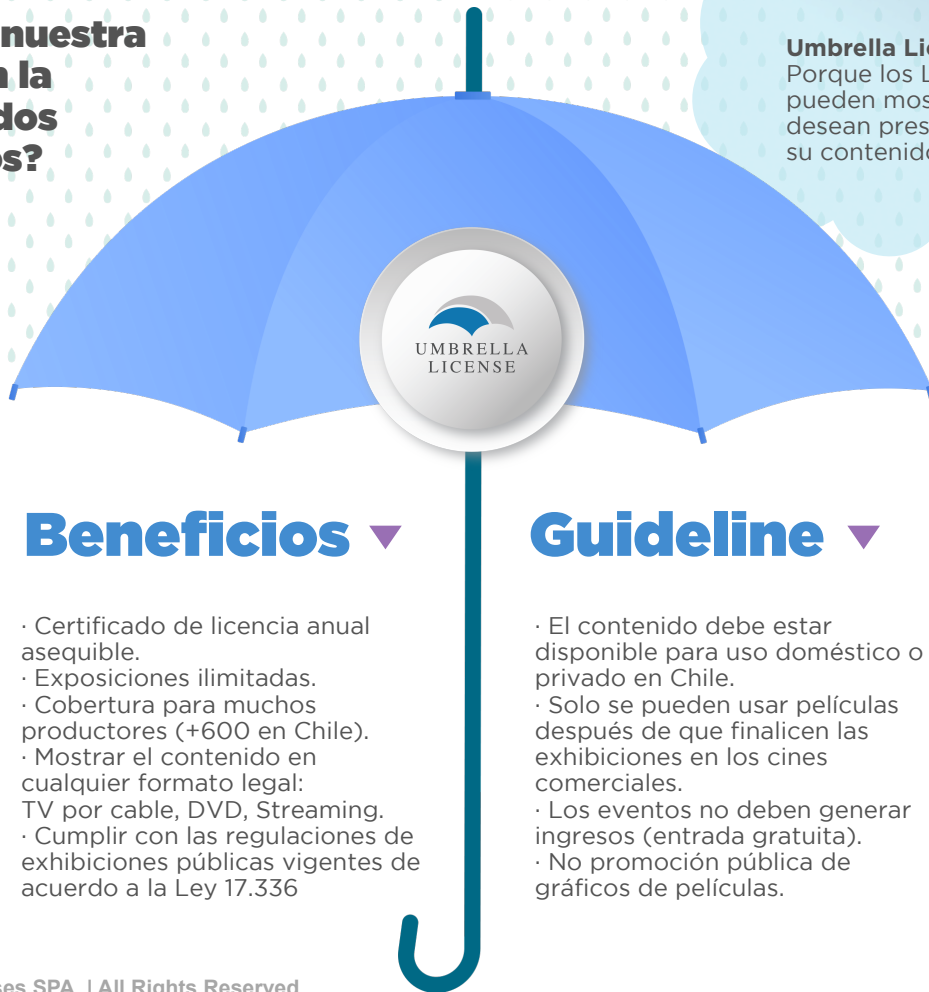 nuestra
la
dos
os?
Umbrella Lic
Porque los L
pueden mos
desean pres
su contenido
UMBRELLA
LICENSE
Beneficios
· Certificado de licencia anual
asequible.
· Exposiciones ilimitadas.
· Cobertura para muchos
productores (+600 en Chile).
· Mostrar el contenido en
cualquier formato legal:
TV por cable, DVD, Streaming.
· Cumplir con las regulaciones de
exhibiciones públicas vigentes de
acuerdo a la Ley 17.336
Guideline
· El contenido debe estar
disponible para uso doméstico o
privado en Chile.
· Solo se pueden usar películas
después de que finalicen las
exhibiciones en los cines
comerciales.
· Los eventos no deben generar
ingresos (entrada gratuita).
· No promoción pública de
gráficos de películas.
ses SPA. | All Rights Reserved